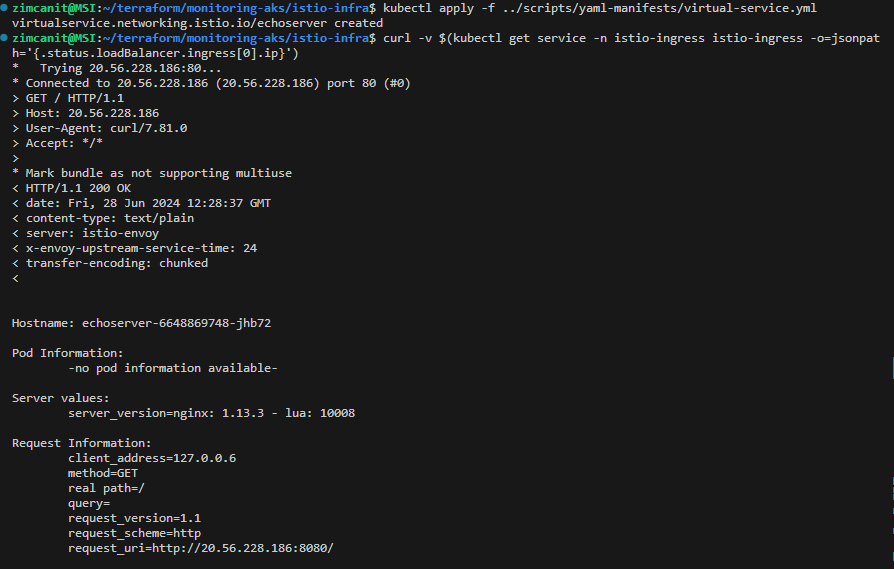 zimcanit@MSI:~/terraform/monitoring-aks/istio-infra$ kubectl apply -f ../scripts/yaml-manifests/virtual-service.yml
virtualservice.networking.istio.io/echoserver created
zimcanit@MSI:~/terraform/monitoring-aks/istio-infra$ curl -v $(kubectl get service -n istio-ingress istio-ingress -o=jsonpat
h='{.status.loadBalancer.ingress[0].ip}')
*   Trying 20.56.228.186:80...
* Connected to 20.56.228.186 (20.56.228.186) port 80 (#0)
> GET / HTTP/1.1
> Host: 20.56.228.186
> User-Agent: curl/7.81.0
> Accept: */*
>
* Mark bundle as not supporting multiuse
< HTTP/1.1 200 OK
< date: Fri, 28 Jun 2024 12:28:37 GMT
< content-type: text/plain
< server: istio-envoy
< x-envoy-upstream-service-time: 24
< transfer-encoding: chunked
<
Hostname: echoserver-6648869748-jhb72
Pod Information:
        -no pod information available-
Server values:
        server_version=nginx: 1.13.3 - lua: 10008
Request Information:
        client_address=127.0.0.6
        method=GET
        real path=/
        query=
        request_version=1.1
        request_scheme=http
        request_uri=http://20.56.228.186:8080/